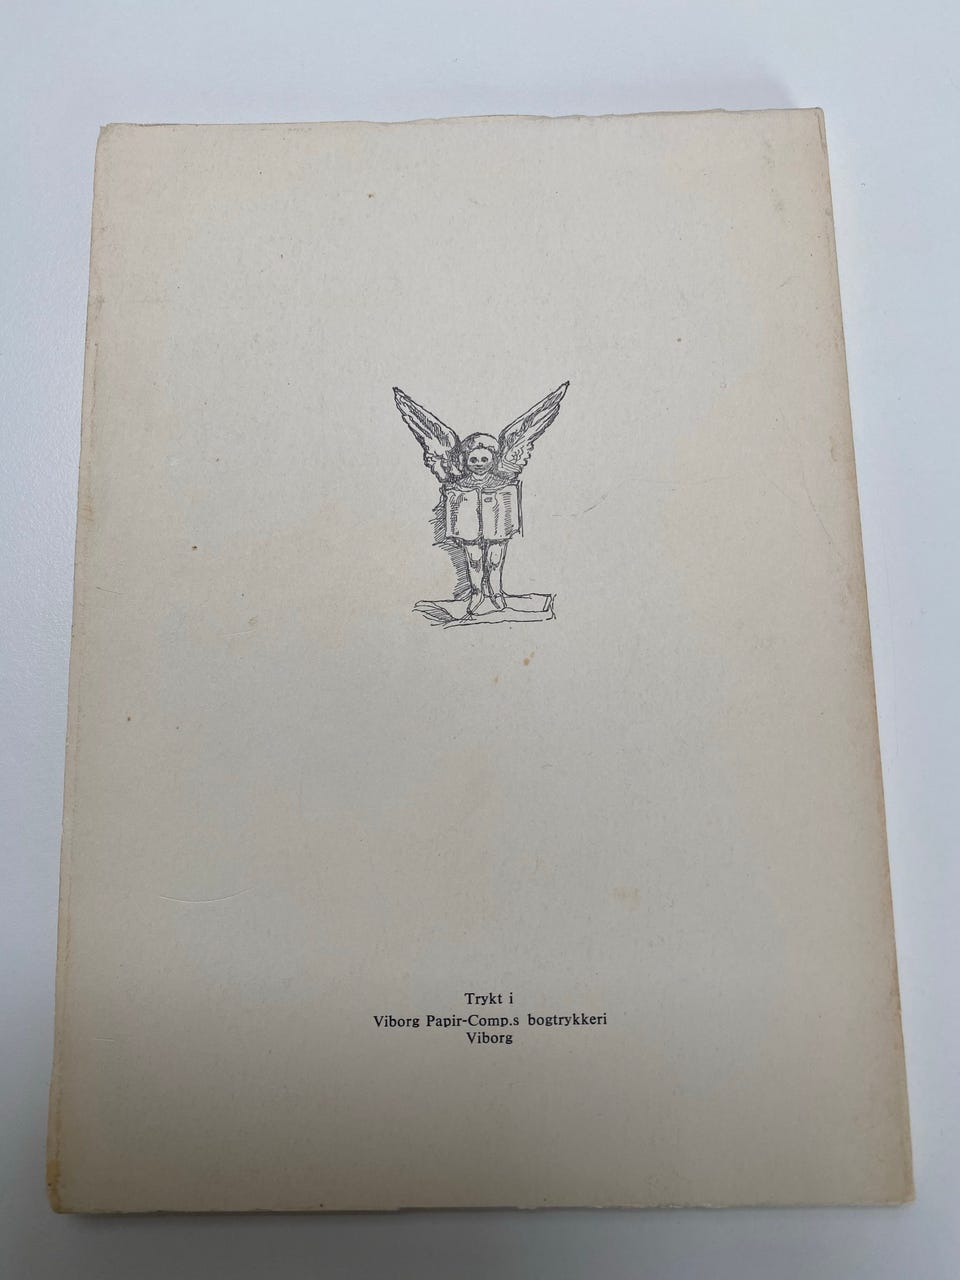 Trykt i
Viborg Papir-Comp.s bogtrykkeri
Viborg